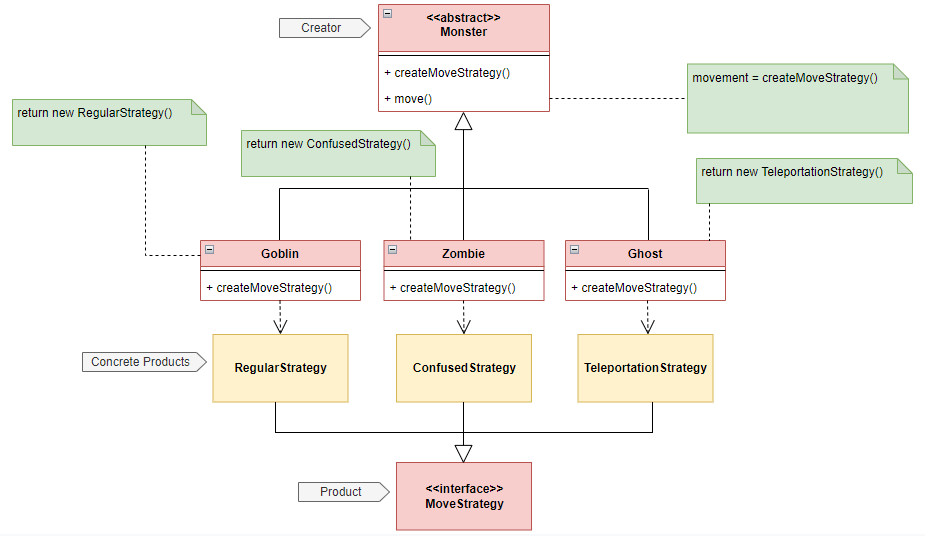 Creator
<<abstract>>
Monster
+ createMoveStrategy()
+ move()
movement = createMoveStrategy()
return new RegularStrategy()
return new ConfusedStrategy()
return new TeleportationStrategy()
Goblin
+ createMoveStrategy()
Zombie
+ createMoveStrategy()
Ghost
+ createMoveStrategy()
Concrete Products
RegularStrategy
ConfusedStrategy
TeleportationStrategy
Product
<<interface>>
MoveStrategy